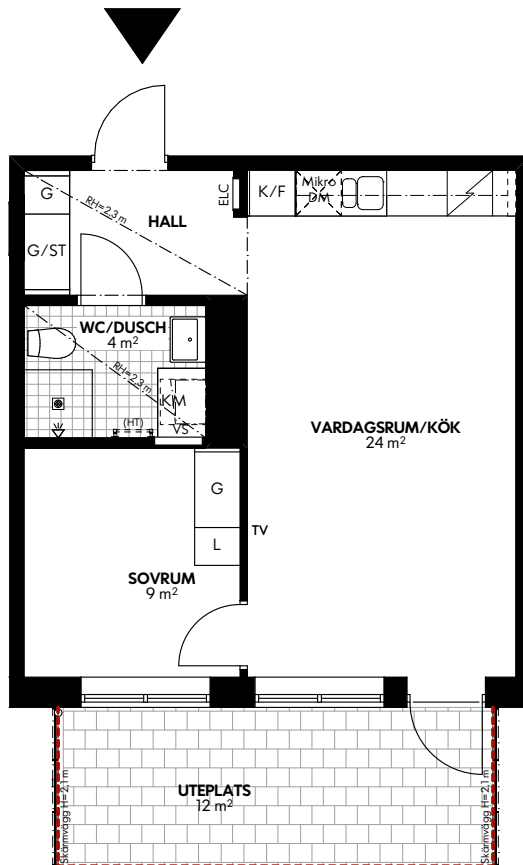 G
RH=2,3 m
HALL
ELC
K/F
Mikro
DM
G/ST
WC/DUSCH
4 m²
RH=2,3 m
KM
(HT)
VS
VARDAGSRUM/KÖK
24 m²
G
L
TV
SOVRUM
9 m²
UTEPLATS
12 m²
Skärmvägg H=2,1 m
Skärmvägg H=2,1 m